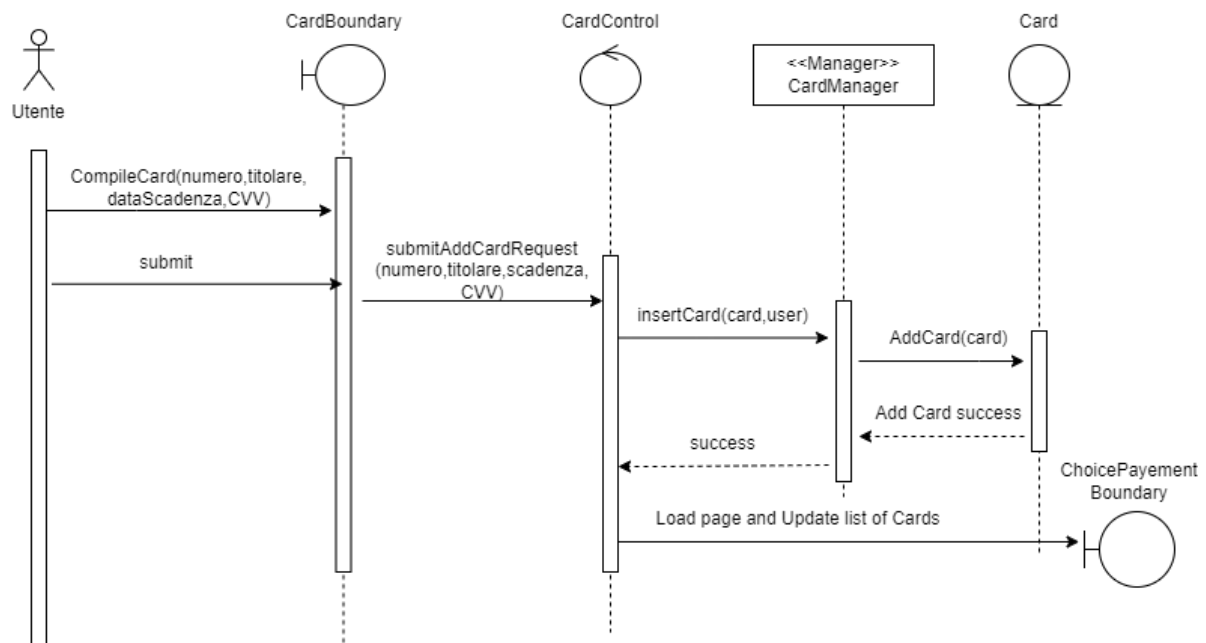 CardBoundary
CardControl
Card
<<Manager>>
CardManager
Utente
CompileCard(numero,titolare,
dataScadenza,CVV)
submit
submitAddCardRequest
(numero,titolare,scadenza,
CVV)
insertCard(card,user)
AddCard(card)
Add Card success
success
ChoicePayement
Boundary
Load page and Update list of Cards